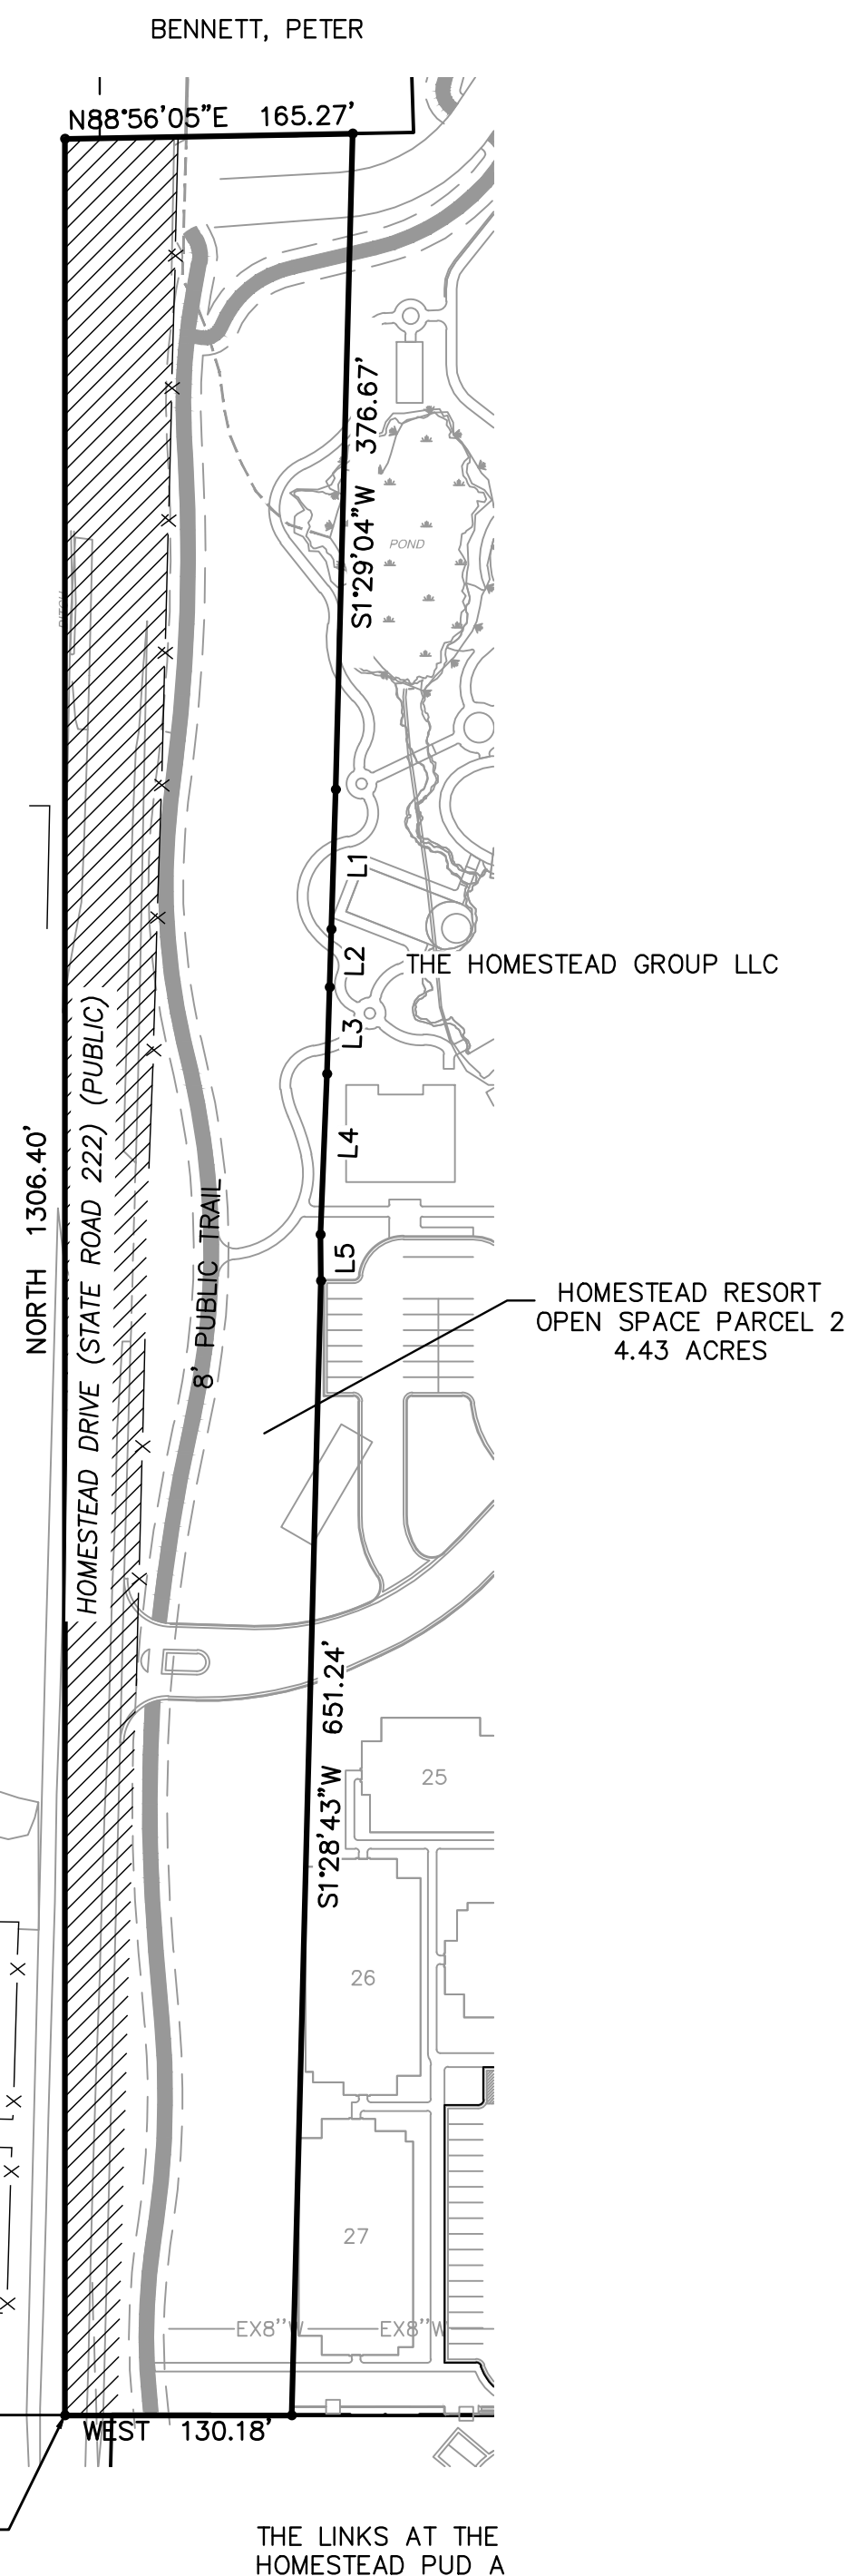 BENNETT, PETER
N88°56'05"E 165.27'
S1°29'04"W 376.67'
POND
L1
L2
THE HOMESTEAD GROUP LLC
L3
NORTH 1306.40'
HOMESTEAD DRIVE (STATE ROAD 222) (PUBLIC)
L4
8' PUBLIC TRAIL
L5
HOMESTEAD RESORT
OPEN SPACE PARCEL 2
4.43 ACRES
S1°28'43"W 651.24'
25
26
27
EX8"W
EX8"W
WEST 130.18'
THE LINKS AT THE
HOMESTEAD PUD A